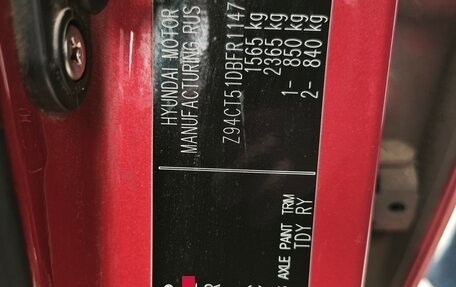 HYUNDAI MOTOR
MANUFACTURING RUS
Z94CT51DBFR1147
1565 kg
2365 kg
1- 850 kg
2- 840 kg
AXLE PAINT TRIM
TDY RY